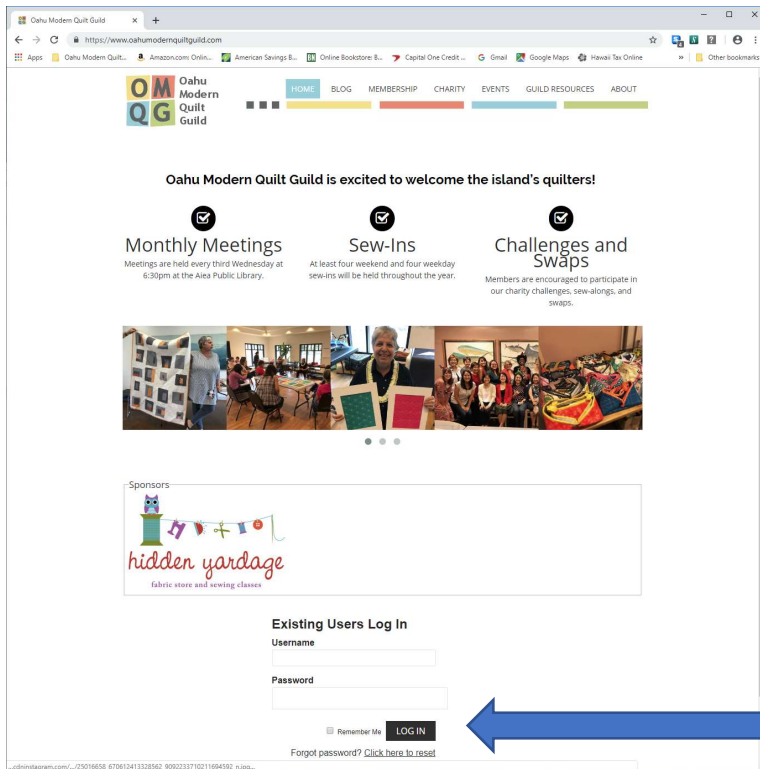 Oahu Modern Quilt Guild
https://www.oahumodernquiltguild.com
Apps
Oahu Modern Quilt...
Amazon.com: Onlin...
American Savings B...
Online Bookstore: B...
Capital One Credit ...
Gmail
Google Maps
Hawaii Tax Online
»
Other bookmarks
OM
QG
Oahu
Modern
Quilt
Guild
HOME BLOG MEMBERSHIP CHARITY EVENTS GUILD RESOURCES ABOUT
Oahu Modern Quilt Guild is excited to welcome the island's quilters!
Monthly Meetings
Meetings are held every third Wednesday at
6:30pm at the Aiea Public Library.
Sew-Ins
At least four weekend and four weekday
sew-ins will be held throughout the year.
Challenges and
Swaps
Members are encouraged to participate in
our charity challenges, sew-alongs, and
swaps.
Sponsors
hidden yardage
fabric store and sewing classes
Existing Users Log In
Username
Password
Remember Me LOG IN
Forgot password? Click here to reset
...cdninstagram.com/.../25016658_670612413328562_9092233710211694592_n.jpg...